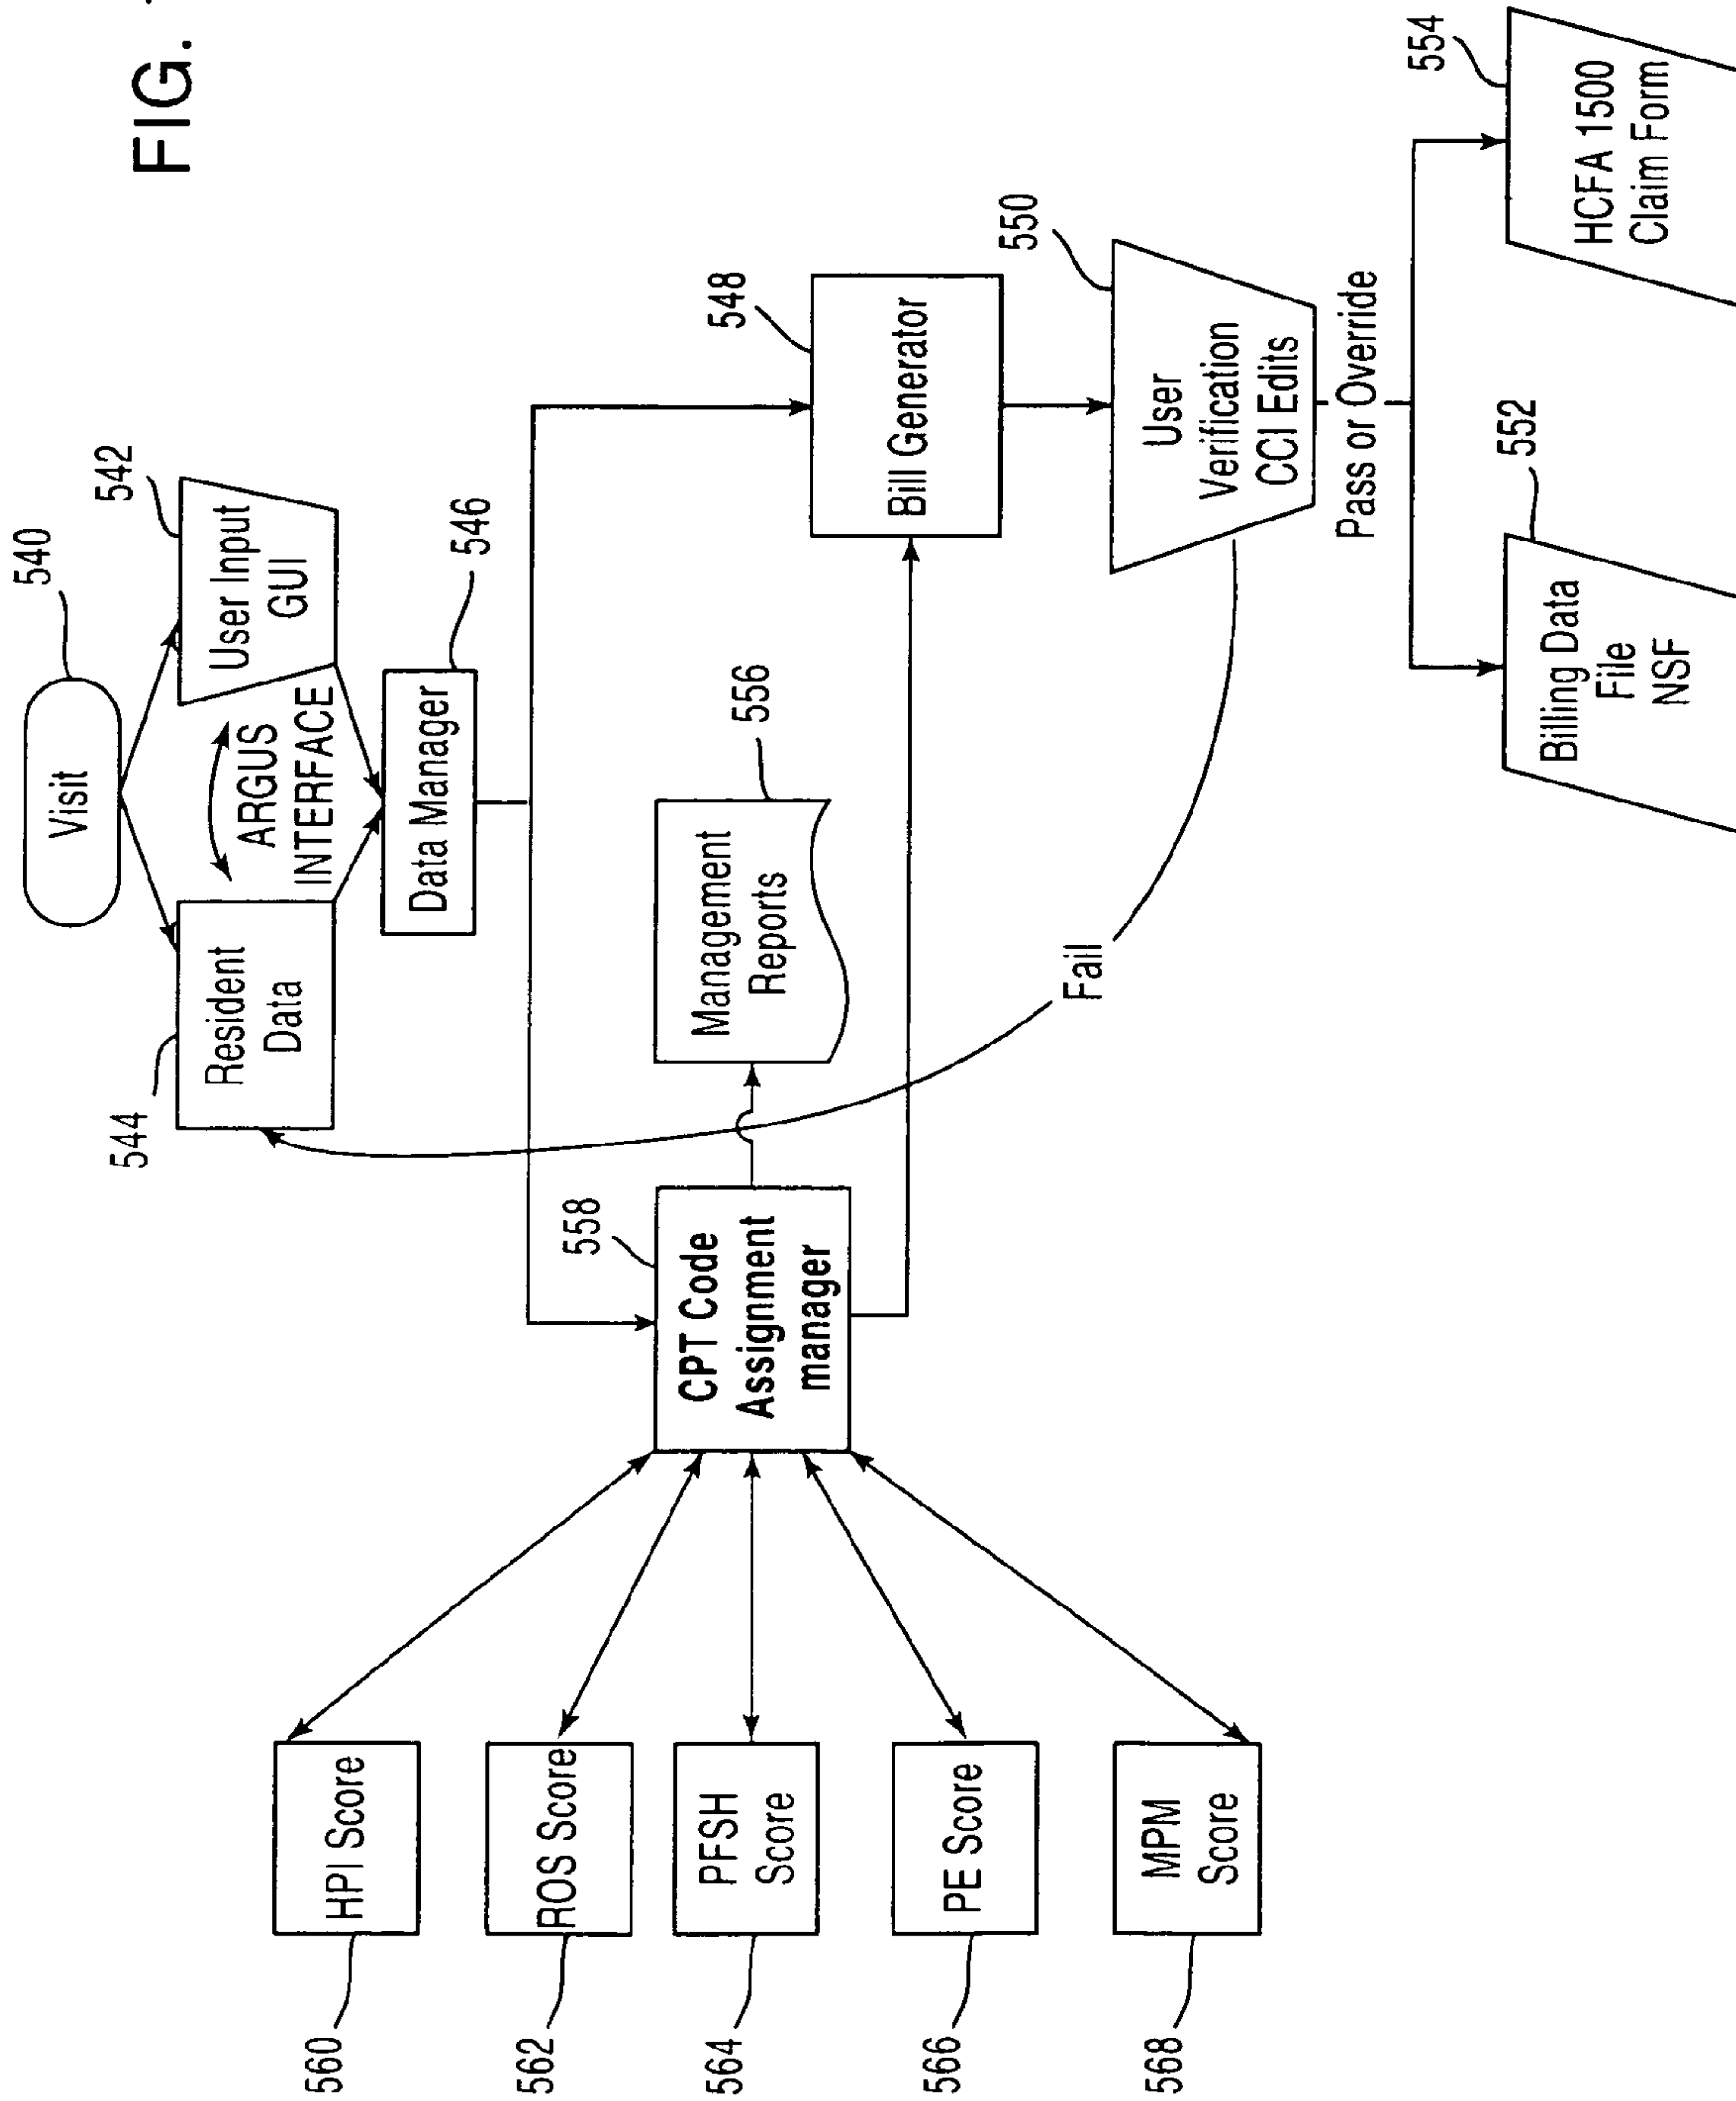 FIG.
540
Visit
542
User Input
GUI
544
Resident
Data
ARGUS
INTERFACE
546
Data Manager
548
Bill Generator
556
Management
Reports
558
CPT Code
Assignment
manager
560
HPI Score
562
ROS Score
564
PFSH
Score
566
PE Score
568
MPM
Score
550
User
Verification
CCI Edits
Fail
Pass or Override
552
Billing Data
File
NSF
554
HCFA 1500
Claim Form